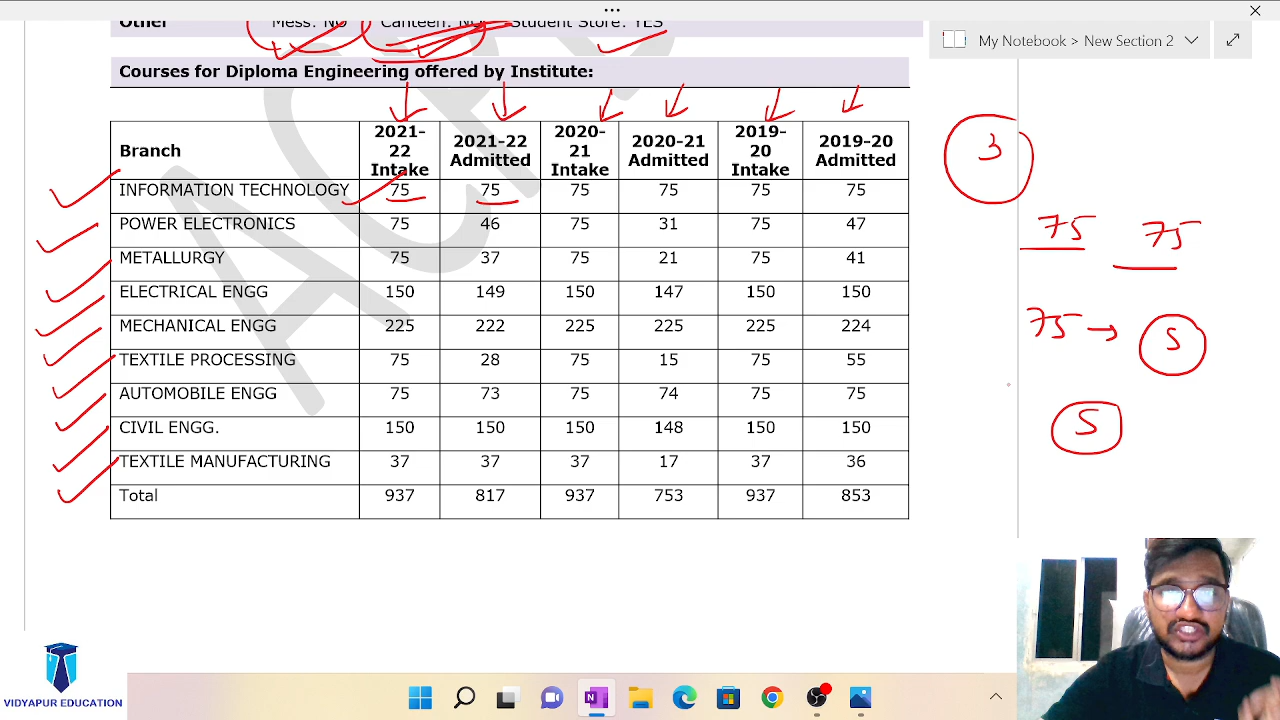 ...
Other Mess: NO Canteen: NO Student Store: YES
My Notebook > New Section 2
Courses for Diploma Engineering offered by Institute:
Branch 2021-22 Intake 2021-22 Admitted 2020-21 Intake 2020-21 Admitted 2019-20 Intake 2019-20 Admitted
INFORMATION TECHNOLOGY 75 75 75 75 75 75
POWER ELECTRONICS 75 46 75 31 75 47
METALLURGY 75 37 75 21 75 41
ELECTRICAL ENGG 150 149 150 147 150 150
MECHANICAL ENGG 225 222 225 225 225 224
TEXTILE PROCESSING 75 28 75 15 75 55
AUTOMOBILE ENGG 75 73 75 74 75 75
CIVIL ENGG. 150 150 150 148 150 150
TEXTILE MANUFACTURING 37 37 37 17 37 36
Total 937 817 937 753 937 853
3
75 75
75 → 5
5
VIDYAPUR EDUCATION